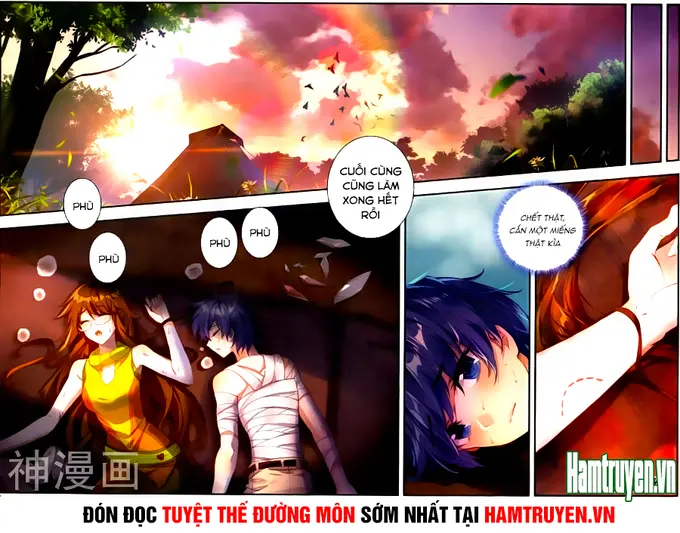 CUỐI CÙNG
CŨNG LÀM
XONG HẾT
RỒI
PHÙ
PHÙ
PHÙ
PHÙ
CHẾT THẬT,
CẮN MỘT MIẾNG
THẬT KÌA
神漫画
Hamtruyen.vn
ĐÓN ĐỌC TUYỆT THẾ ĐƯỜNG MÔN SỚM NHẤT TẠI HAMTRUYEN.VN